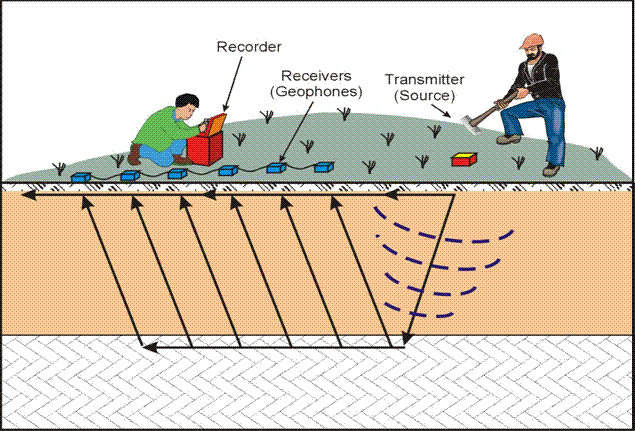 Recorder
Receivers
(Geophones)
Transmitter
(Source)